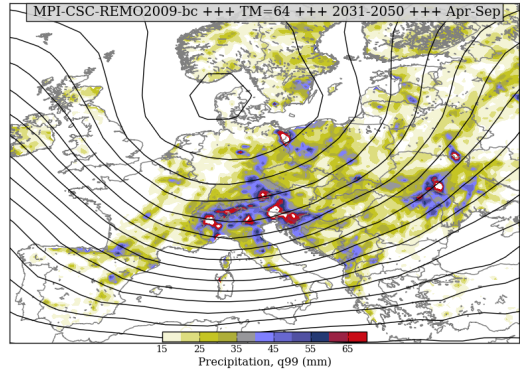 MPI-CSC-REMO2009-bc +++ TM=64 +++ 2031-2050 +++ Apr-Sep
15 25 35 45 55 65
Precipitation, q99 (mm)